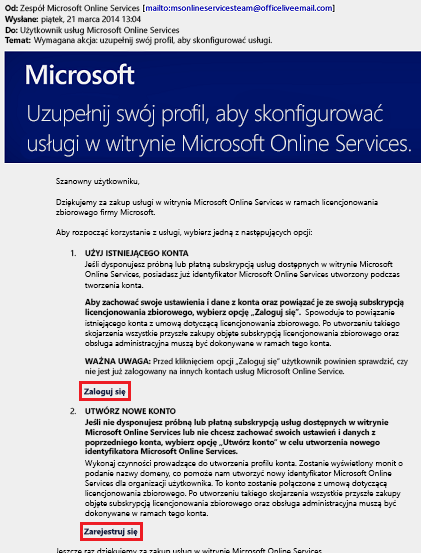 Od: Zespół Microsoft Online Services [mailto:msonlineservicesteam@officeliveemail.com]
Wysłane: piątek, 21 marca 2014 13:04
Do: Użytkownik usług Microsoft Online Services
Temat: Wymagana akcja: uzupełnij swój profil, aby skonfigurować usługi.
Microsoft
Uzupełnij swój profil, aby skonfigurować
usługi w witrynie Microsoft Online Services.
Szanowny użytkowniku,
Dziękujemy za zakup usługi w witrynie Microsoft Online Services w ramach licencjonowania
zbiorowego firmy Microsoft.
Aby rozpocząć korzystanie z usługi, wybierz jedną z następujących opcji:
1. UŻYJ ISTNIEJĄCEGO KONTA
Jeśli dysponujesz próbną lub płatną subskrypcją usług dostępnych w witrynie Microsoft
Online Services, posiadasz już identyfikator Microsoft Online Services utworzony podczas
tworzenia konta.
Aby zachować swoje ustawienia i dane z konta oraz powiązać je ze swoją subskrypcją
licencjonowania zbiorowego, wybierz opcję „Zaloguj się”. Spowoduje to powiązanie
istniejącego konta z umową dotyczącą licencjonowania zbiorowego. Po utworzeniu takiego
skojarzenia wszystkie przyszłe zakupy objęte subskrypcją licencjonowania zbiorowego oraz
obsługa administracyjna muszą być dokonywane w ramach tego konta.
WAŻNA UWAGA: Przed kliknięciem opcji „Zaloguj się” użytkownik powinien sprawdzić, czy
nie jest już zalogowany na innych kontach usług Microsoft Online Service.
Zaloguj się
2. UTWÓRZ NOWE KONTO
Jeśli nie dysponujesz próbną lub płatną subskrypcją usług dostępnych w witrynie
Microsoft Online Services lub nie chcesz zachować swoich ustawień i danych z
poprzedniego konta, wybierz opcję „Utwórz konto” w celu utworzenia nowego
identyfikatora Microsoft Online Services.
Wykonaj czynności prowadzące do utworzenia profilu konta. Zostanie wyświetlony monit o
podanie nazwy domeny, co pomoże nam utworzyć nowy identyfikator Microsoft Online
Services dla organizacji użytkownika. To konto zostanie połączone z umową dotyczącą
licencjonowania zbiorowego. Po utworzeniu takiego skojarzenia wszystkie przyszłe zakupy
objęte subskrypcją licencjonowania zbiorowego oraz obsługa administracyjna muszą być
dokonywane w ramach tego konta.
Zarejestruj się
Jeszcze raz dziękujemy za zakup usług w witrynie Microsoft Online Services.